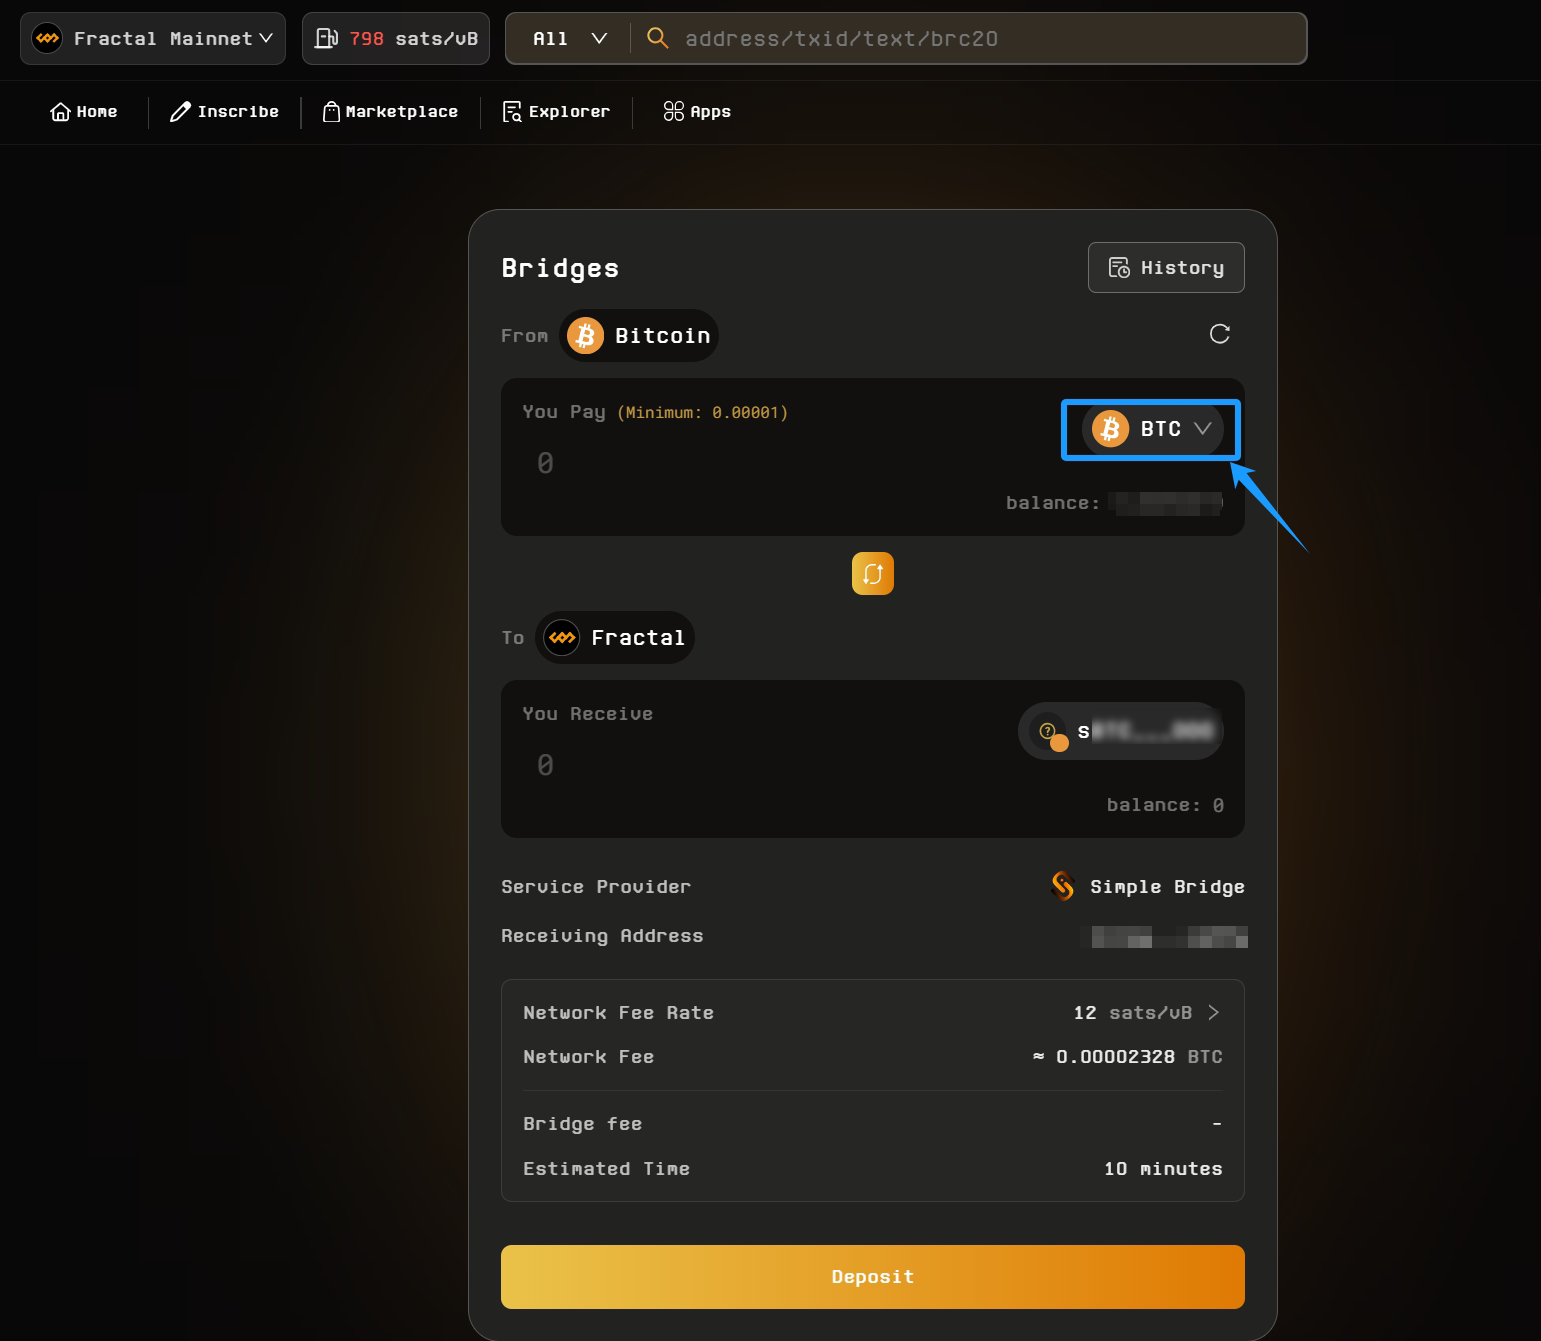 Fractal Mainnet
798 sats/vB
All
address/txid/text/brc20
Home
Inscribe
Marketplace
Explorer
Apps
Bridges
History
From Bitcoin
You Pay (Minimum: 0.00001)
BTC
0
balance:
To Fractal
You Receive
0
balance: 0
Service Provider
Simple Bridge
Receiving Address
Network Fee Rate
12 sats/vB
Network Fee
≈ 0.00002328 BTC
Bridge fee
-
Estimated Time
10 minutes
Deposit